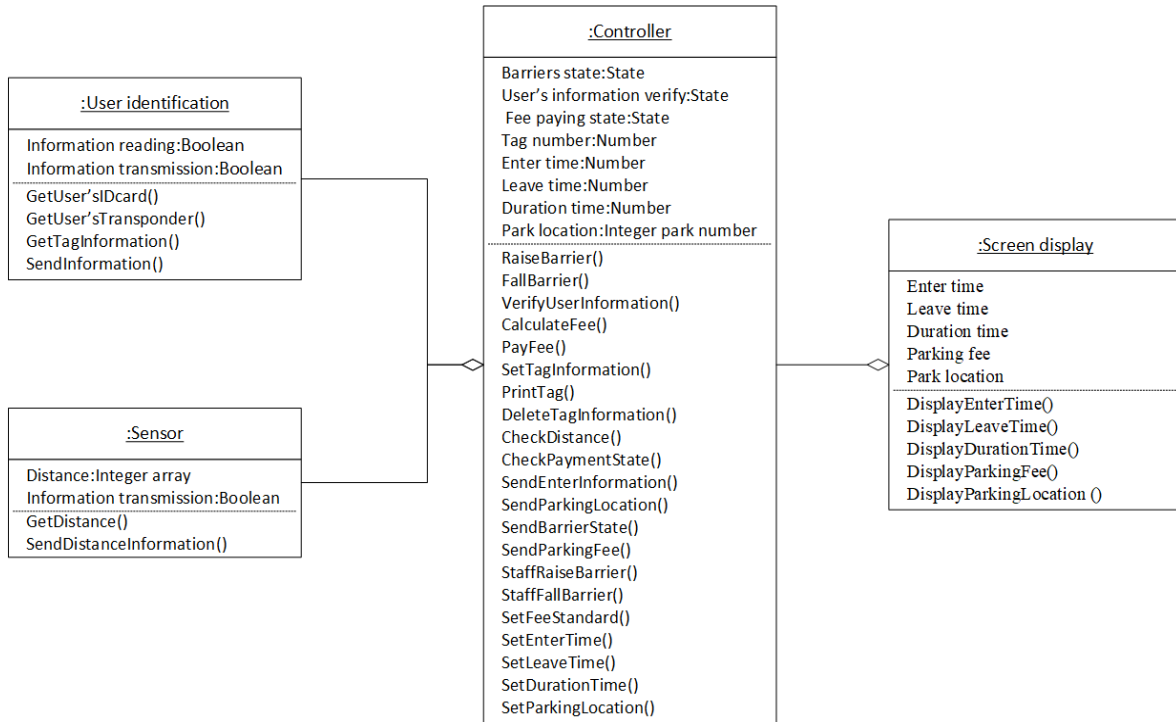 :User identification
Information reading:Boolean
Information transmission:Boolean
GetUser’sIDcard()
GetUser’sTransponder()
GetTagInformation()
SendInformation()
:Sensor
Distance:Integer array
Information transmission:Boolean
GetDistance()
SendDistanceInformation()
:Controller
Barriers state:State
User’s information verify:State
Fee paying state:State
Tag number:Number
Enter time:Number
Leave time:Number
Duration time:Number
Park location:Integer park number
RaiseBarrier()
FallBarrier()
VerifyUserInformation()
CalculateFee()
PayFee()
SetTagInformation()
PrintTag()
DeleteTagInformation()
CheckDistance()
CheckPaymentState()
SendEnterInformation()
SendParkingLocation()
SendBarrierState()
SendParkingFee()
StaffRaiseBarrier()
StaffFallBarrier()
SetFeeStandard()
SetEnterTime()
SetLeaveTime()
SetDurationTime()
SetParkingLocation()
:Screen display
Enter time
Leave time
Duration time
Parking fee
Park location
DisplayEnterTime()
DisplayLeaveTime()
DisplayDurationTime()
DisplayParkingFee()
DisplayParkingLocation ()